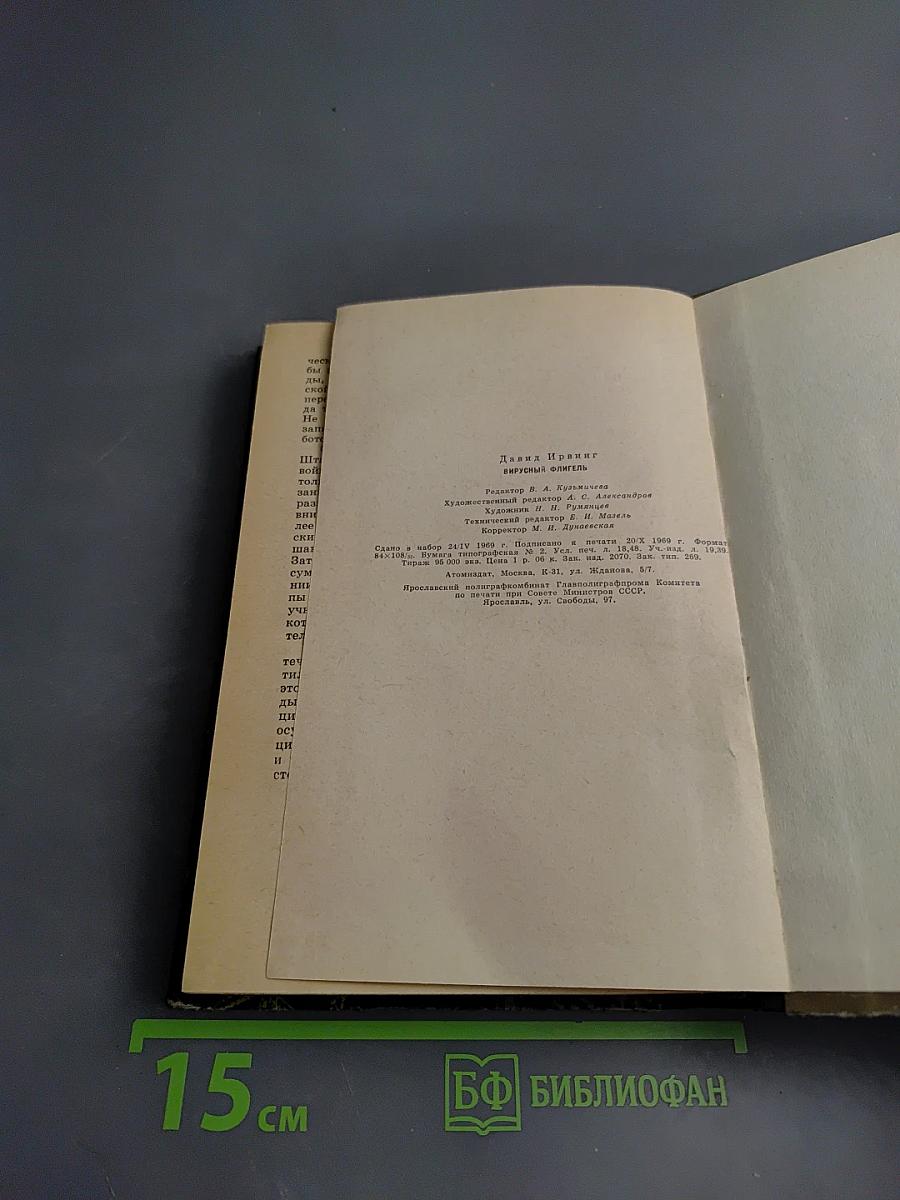 Давид Ирвинг
ВИРУСНЫЙ ФЛИГЕЛЬ
Редактор В. А. Кузьмичева
Художественный редактор А. С. Александров
Художник Н. Н. Румянцев
Технический редактор Е. И. Мазель
Корректор М. И. Дунаевская
Сдано в набор 24/IV 1969 г. Подписано к печати 20/X 1969 г. Формат
84×108/₃₂. Бумага типографская № 2. Усл. печ. л. 18,48. Уч.-изд. л. 19,39.
Тираж 95 000 экз. Цена 1 р. 06 к. Зак. изд. 2070. Зак. тип. 269.
Атомиздат, Москва, К-31, ул. Жданова, 5/7.
Ярославский полиграфкомбинат Главполиграфпрома Комитета
по печати при Совете Министров СССР.
Ярославль, ул. Свободы, 97.
15 см
БФ БИБЛИОФАН